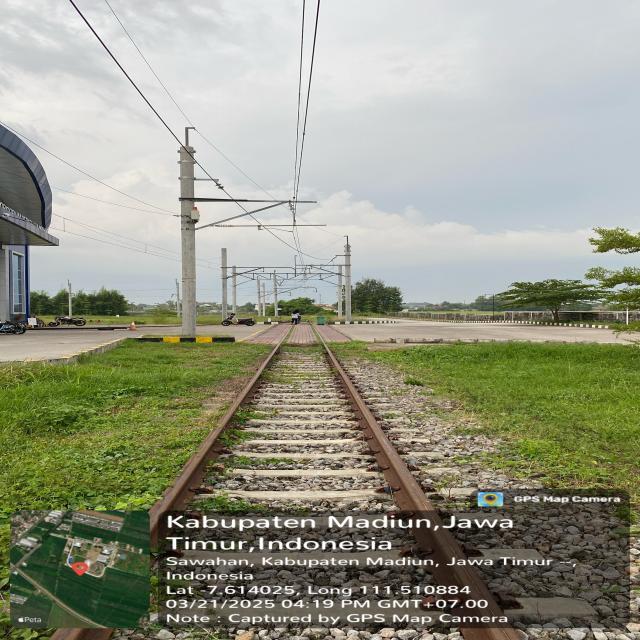 GPS Map Camera
Kabupaten Madiun,Jawa
Timur,Indonesia
Sawahan, Kabupaten Madiun, Jawa Timur --,
Indonesia
Lat -7.614025, Long 111.510884
03/21/2025 04:19 PM GMT+07:00
Note : Captured by GPS Map Camera
Peta